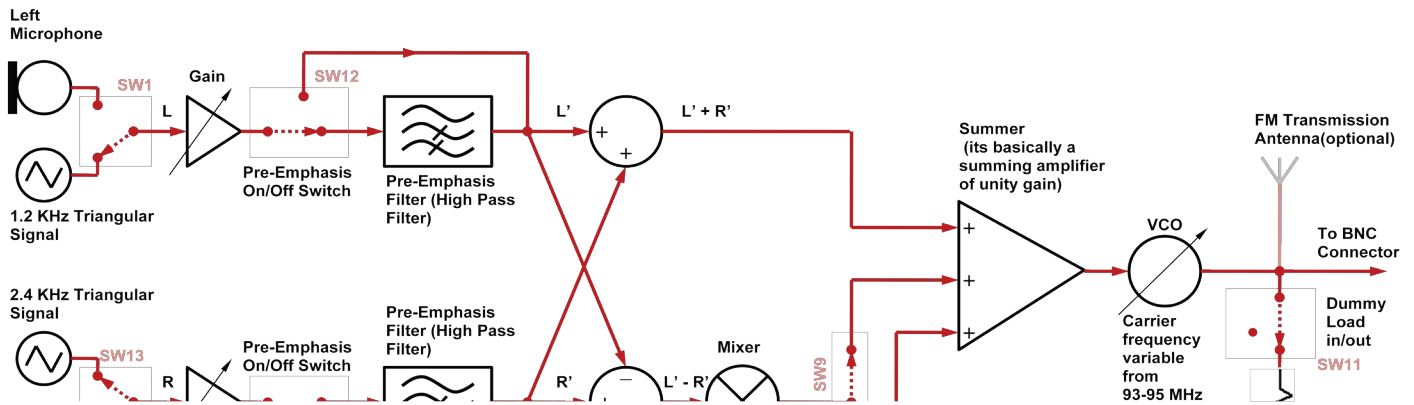 Left
Microphone
SW1
L
Gain
SW12
Pre-Emphasis
On/Off Switch
Pre-Emphasis
Filter (High Pass
Filter)
L’
+
+
L’ + R’
1.2 KHz Triangular
Signal
Summer
(its basically a
summing amplifier
of unity gain)
+
+
+
VCO
Carrier
frequency
variable
from
93-95 MHz
FM Transmission
Antenna(optional)
To BNC
Connector
Dummy
Load
in/out
SW11
2.4 KHz Triangular
Signal
SW13
R
Pre-Emphasis
On/Off Switch
Pre-Emphasis
Filter (High Pass
Filter)
R’
−
+
L’ - R’
Mixer
SW9